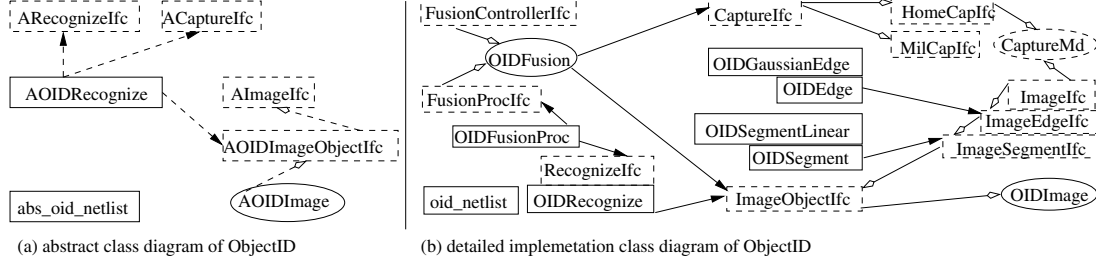 ARecognizeIfc
ACaptureIfc
AOIDRecognize
AImageIfc
AOIDImageObjectIfc
abs_oid_netlist
AOIDImage
(a) abstract class diagram of ObjectID
FusionControllerIfc
CaptureIfc
HomeCapIfc
OIDFusion
MilCapIfc
CaptureMd
OIDGaussianEdge
OIDEdge
FusionProcIfc
ImageIfc
ImageEdgeIfc
OIDFusionProc
OIDSegmentLinear
ImageSegmentIfc
OIDSegment
RecognizeIfc
oid_netlist
OIDRecognize
ImageObjectIfc
OIDImage
(b) detailed implemetation class diagram of ObjectID